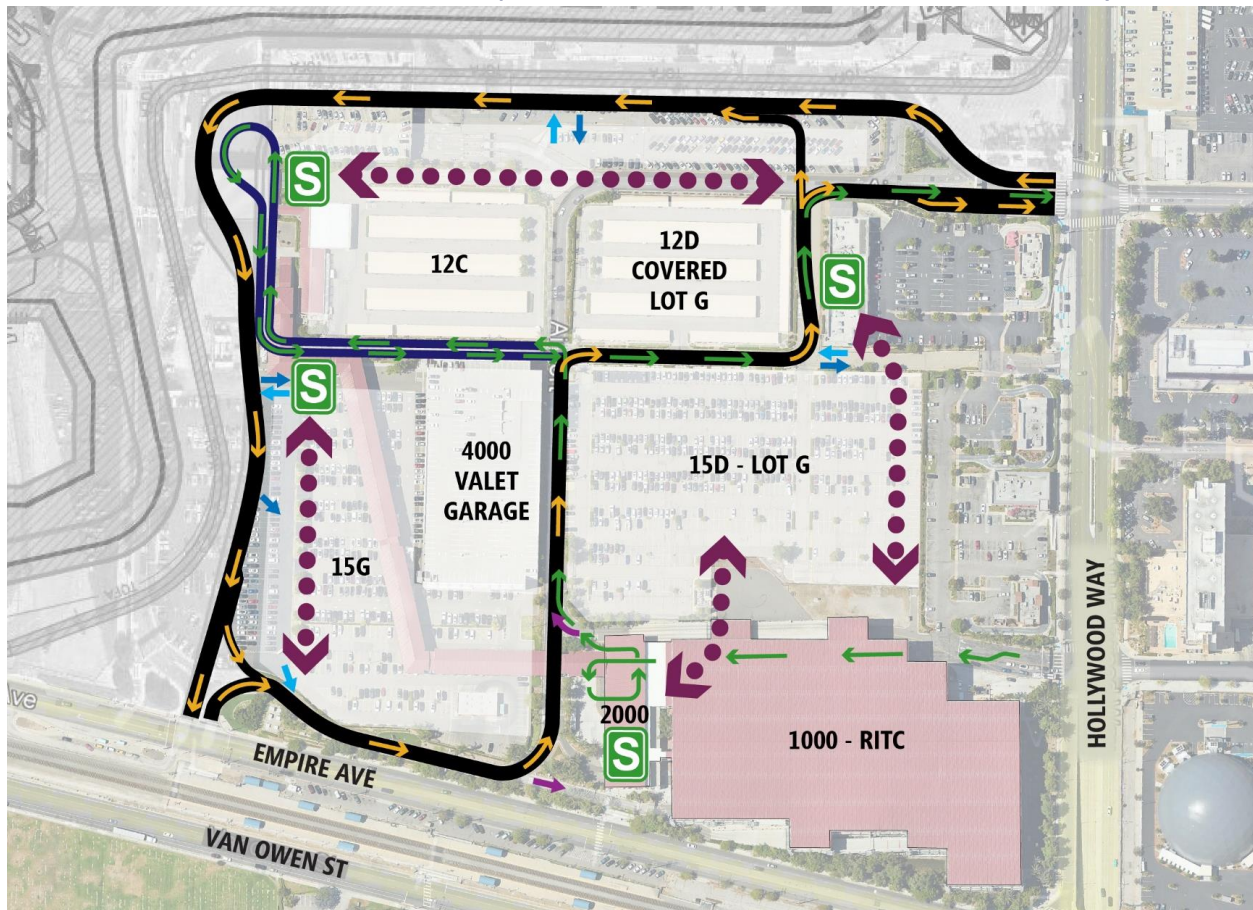 S
12C
12D
COVERED
LOT G
S
S
4000
VALET
GARAGE
15D - LOT G
15G
2000
S
1000 - RITC
HOLLYWOOD WAY
EMPIRE AVE
VAN OWEN ST